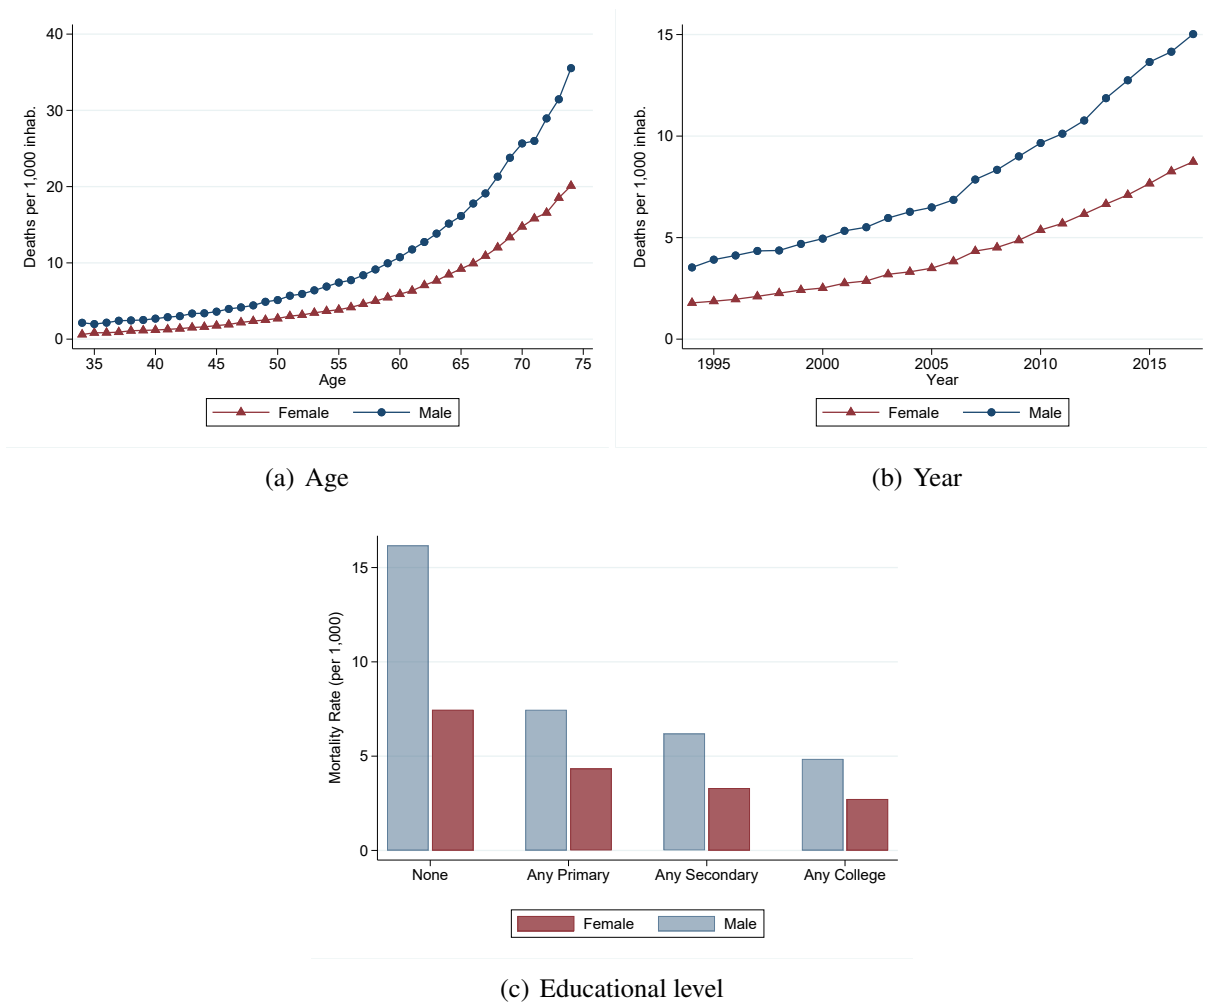 40
30
20
10
0
Deaths per 1,000 inhab.
35 40 45 50 55 60 65 70 75
Age
Female Male
(a) Age
15
10
5
0
Deaths per 1,000 inhab.
1995 2000 2005 2010 2015
Year
Female Male
(b) Year
15
10
5
0
Mortality Rate (per 1,000)
None Any Primary Any Secondary Any College
Female Male
(c) Educational level